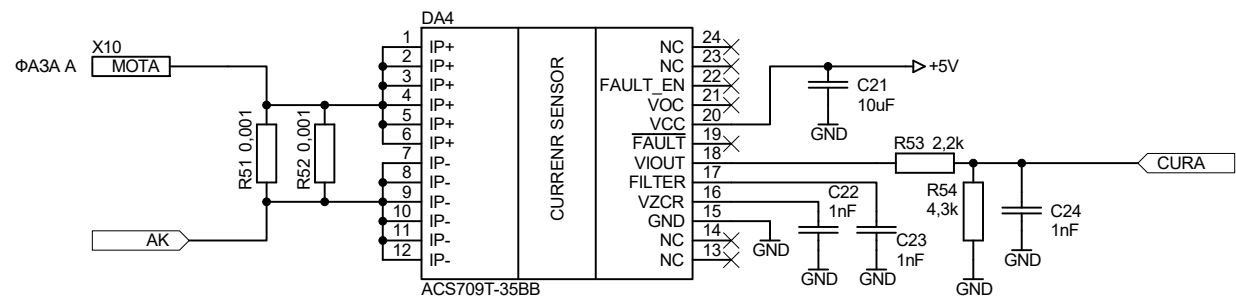 DA4
X10
ФАЗА А
MOTA
R51 0,001
R52 0,001
1 IP+
2 IP+
3 IP+
4 IP+
5 IP+
6 IP+
7 IP-
8 IP-
9 IP-
10 IP-
11 IP-
12 IP-
AK
CURRENR SENSOR
NC 24
NC 23
FAULT_EN 22
VOC 21
VCC 20
FAULT 19
VIOUT 18
FILTER 17
VZCR 16
GND 15
NC 14
NC 13
ACS709T-35BB
+5V
C21
10uF
GND
R53 2,2k
CURA
R54
4,3k
C22
1nF
C23
1nF
C24
1nF
GND
GND
GND
GND
GND